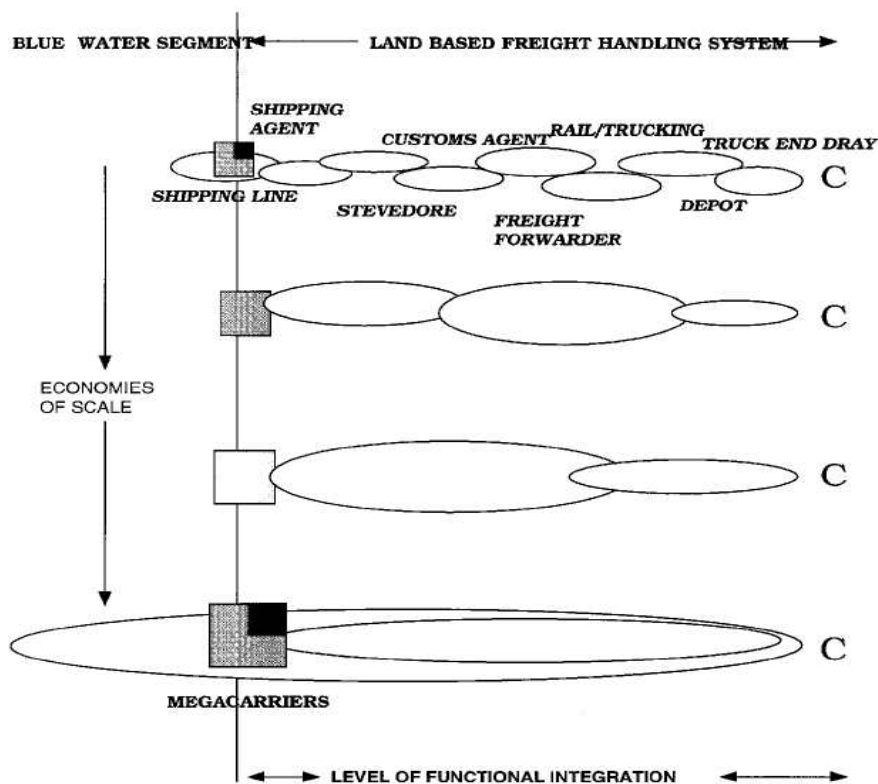 BLUE WATER SEGMENT
LAND BASED FREIGHT HANDLING SYSTEM
SHIPPING
AGENT
CUSTOMS AGENT
RAIL/TRUCKING
TRUCK END DRAY
C
SHIPPING LINE
STEVEDORE
FREIGHT
FORWARDER
DEPOT
C
ECONOMIES
OF SCALE
C
C
MEGACARRIERS
LEVEL OF FUNCTIONAL INTEGRATION